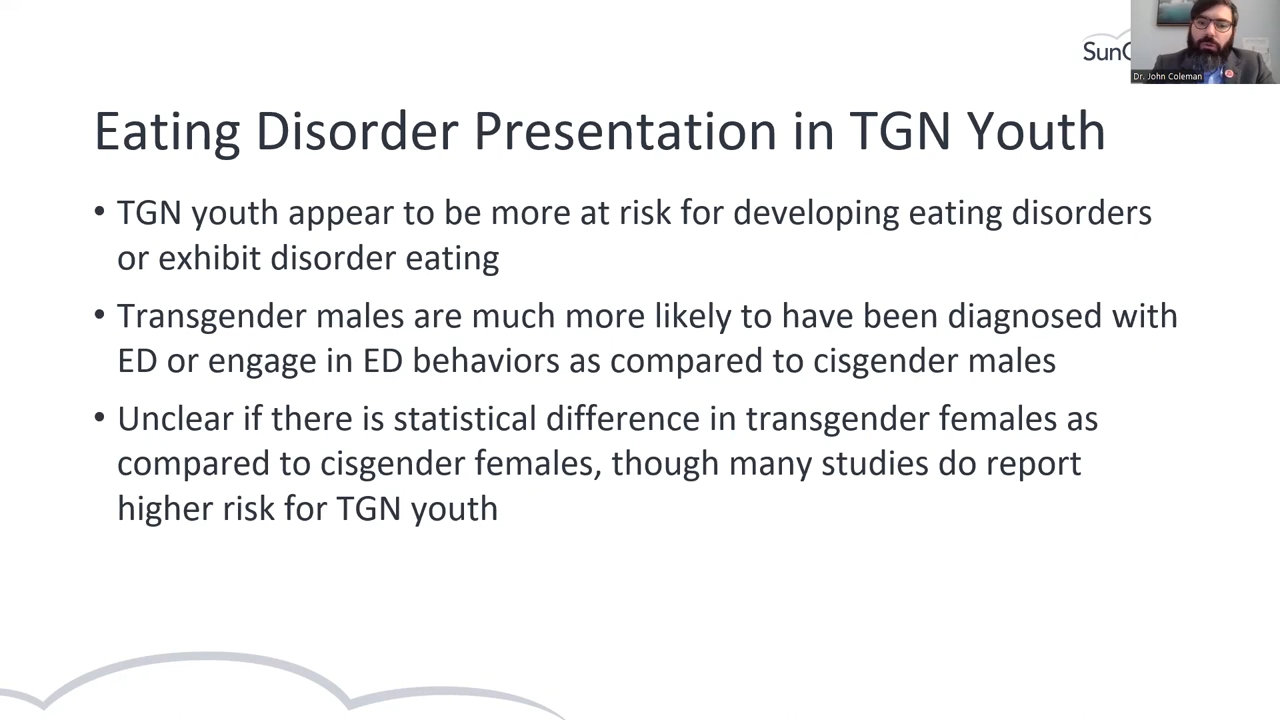 SunC
Dr. John Coleman
Eating Disorder Presentation in TGN Youth
• TGN youth appear to be more at risk for developing eating disorders
or exhibit disorder eating
• Transgender males are much more likely to have been diagnosed with
ED or engage in ED behaviors as compared to cisgender males
• Unclear if there is statistical difference in transgender females as
compared to cisgender females, though many studies do report
higher risk for TGN youth